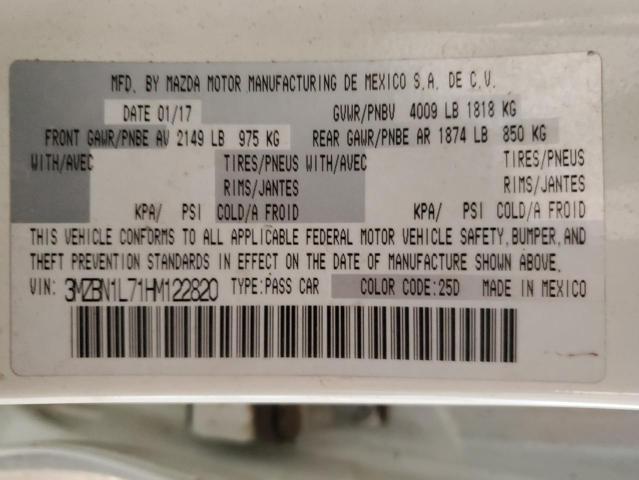 MFD. BY MAZDA MOTOR MANUFACTURING DE MEXICO S.A. DE C.V.
DATE 01/17 GVWR/PNBV 4009 LB 1818 KG
FRONT GAWR/PNBE AV 2149 LB 975 KG REAR GAWR/PNBE AR 1874 LB 850 KG
WITH/AVEC TIRES/PNEUS WITH/AVEC TIRES/PNEUS
RIMS/JANTES RIMS/JANTES
KPA/ PSI COLD/A FROID KPA/ PSI COLD/A FROID
THIS VEHICLE CONFORMS TO ALL APPLICABLE FEDERAL MOTOR VEHICLE SAFETY, BUMPER, AND
THEFT PREVENTION STANDARDS IN EFFECT ON THE DATE OF MANUFACTURE SHOWN ABOVE.
VIN: 3MZBN1L71HM122820 TYPE:PASS CAR COLOR CODE:25D MADE IN MEXICO